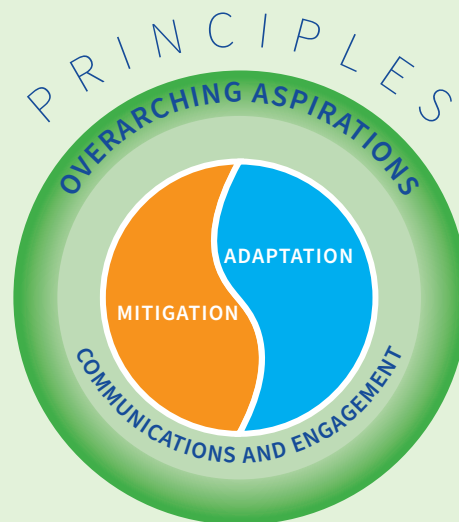 PRINCIPLES
OVERARCHING ASPIRATIONS
ADAPTATION
MITIGATION
COMMUNICATIONS AND ENGAGEMENT